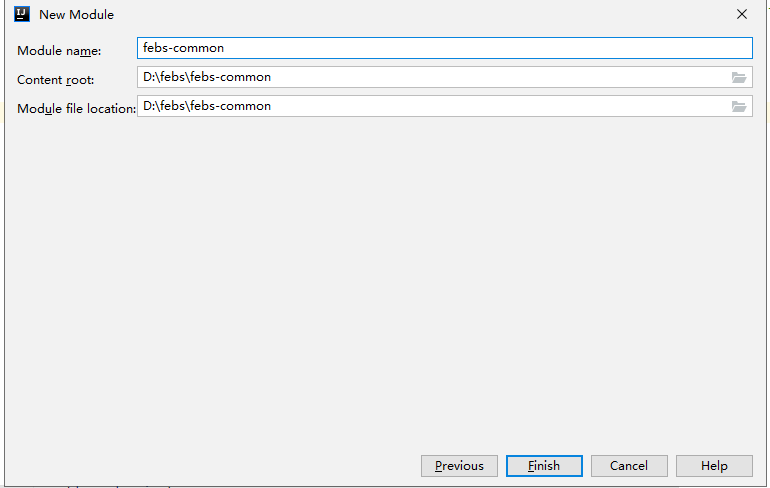 New Module
Module name: febs-common
Content root: D:\febs\febs-common
Module file location: D:\febs\febs-common
Previous Finish Cancel Help